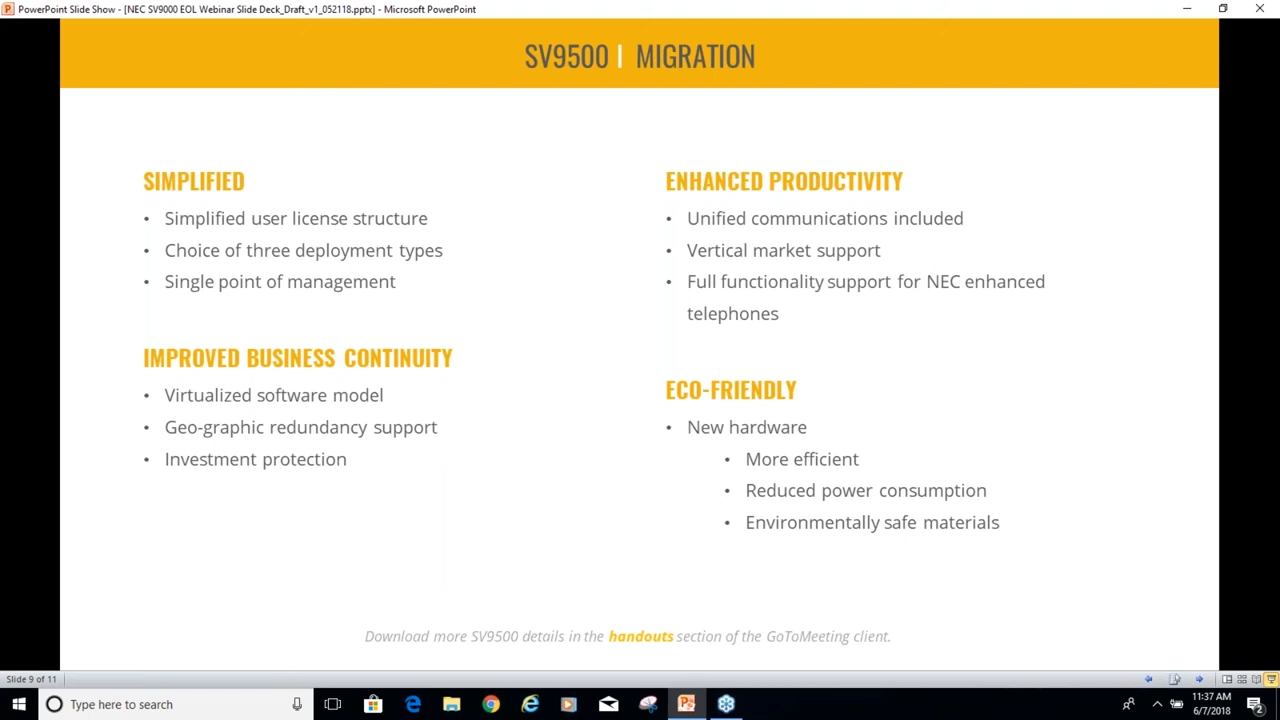 PowerPoint Slide Show - [NEC SV9000 EOL Webinar Slide Deck_Draft_v1_052118.pptx] - Microsoft PowerPoint
SV9500 | MIGRATION
SIMPLIFIED
• Simplified user license structure
• Choice of three deployment types
• Single point of management
IMPROVED BUSINESS CONTINUITY
• Virtualized software model
• Geo-graphic redundancy support
• Investment protection
ENHANCED PRODUCTIVITY
• Unified communications included
• Vertical market support
• Full functionality support for NEC enhanced
telephones
ECO-FRIENDLY
• New hardware
• More efficient
• Reduced power consumption
• Environmentally safe materials
Download more SV9500 details in the handouts section of the GoToMeeting client.
Slide 9 of 11
Type here to search
11:37 AM
6/7/2018
2